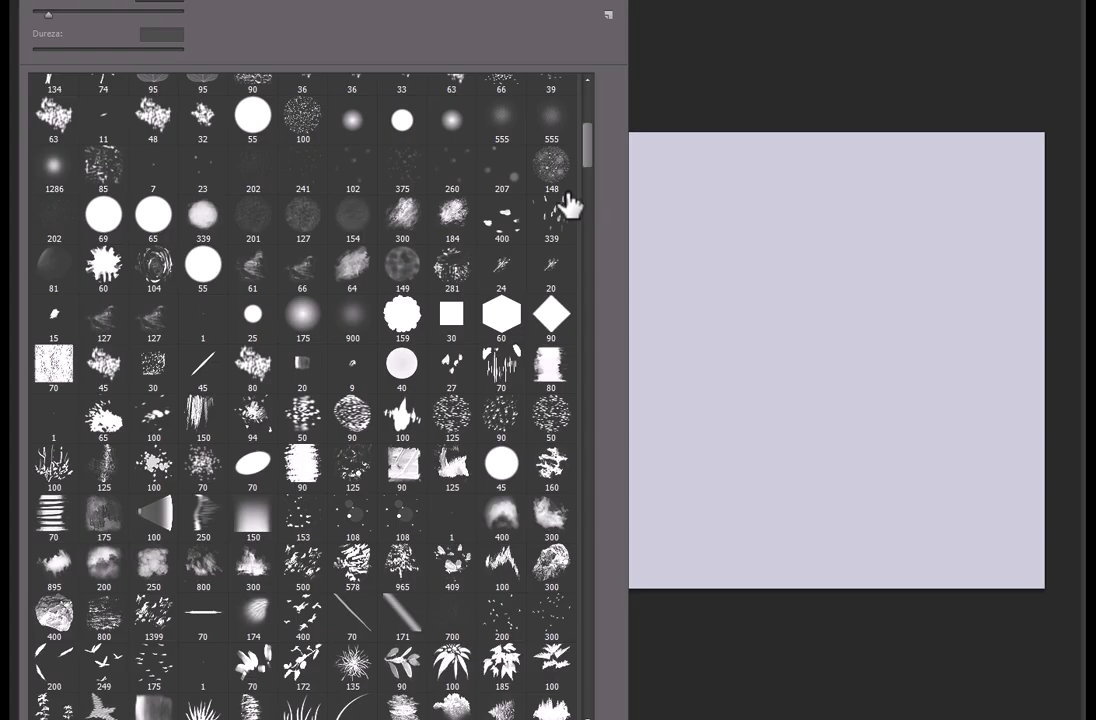 Dureza:
134 74 95 95 90 36 36 33 63 66 39
63 11 48 32 55 100 555 555
1286 85 7 23 202 241 102 375 260 207 148
202 69 65 339 201 127 154 300 184 400 339
81 60 104 55 61 66 64 149 281 24 20
15 127 127 1 25 175 900 159 30 60 90
70 45 30 45 80 20 9 40 27 70 80
1 65 100 150 94 50 90 100 125 90 50
100 125 100 70 70 90 125 90 125 45 160
70 175 100 250 150 153 108 108 1 400 300
895 200 250 800 300 500 578 965 409 100 300
400 800 1399 70 174 400 70 171 700 200 300
200 249 175 1 70 172 135 90 100 185 100